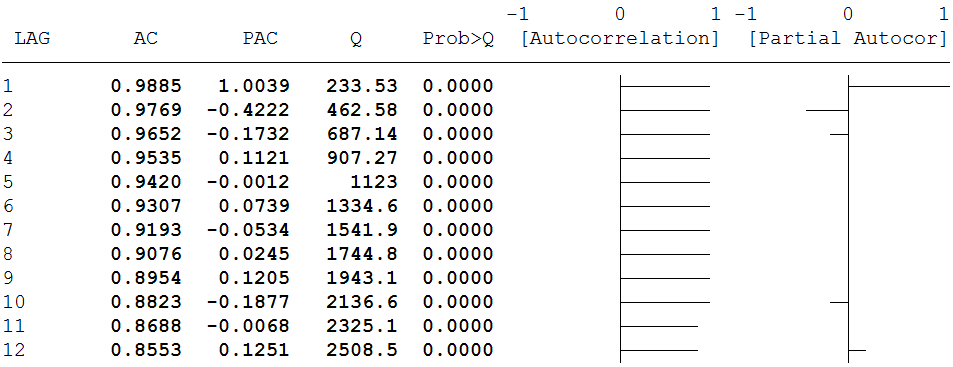 -1 0 1 -1 0 1
LAG AC PAC Q Prob>Q [Autocorrelation] [Partial Autocor]
1 0.9885 1.0039 233.53 0.0000
2 0.9769 -0.4222 462.58 0.0000
3 0.9652 -0.1732 687.14 0.0000
4 0.9535 0.1121 907.27 0.0000
5 0.9420 -0.0012 1123 0.0000
6 0.9307 0.0739 1334.6 0.0000
7 0.9193 -0.0534 1541.9 0.0000
8 0.9076 0.0245 1744.8 0.0000
9 0.8954 0.1205 1943.1 0.0000
10 0.8823 -0.1877 2136.6 0.0000
11 0.8688 -0.0068 2325.1 0.0000
12 0.8553 0.1251 2508.5 0.0000